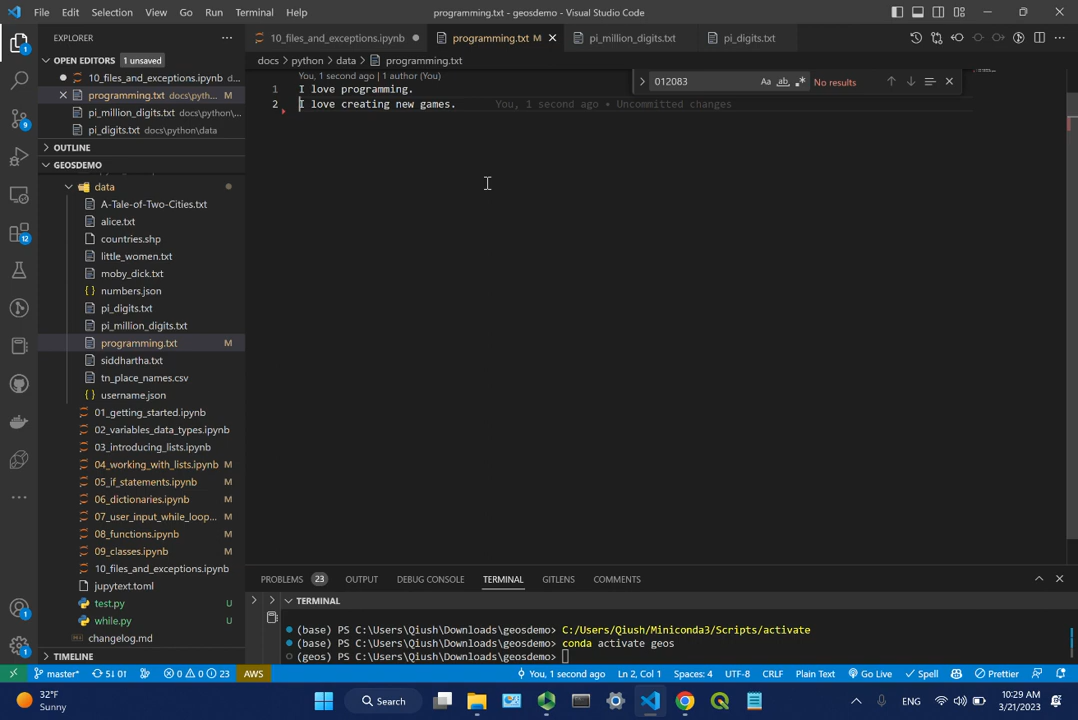 File Edit Selection View Go Run Terminal Help
programming.txt - geosdemo - Visual Studio Code
EXPLORER
10_files_and_exceptions.ipynb
programming.txt M
pi_million_digits.txt
pi_digits.txt
OPEN EDITORS 1 unsaved
docs > python > data > programming.txt
10_files_and_exceptions.ipynb d...
You, 1 second ago | 1 author (You)
012083
Aa ab .* No results
programming.txt docs\pyth... M
1 I love programming.
pi_million_digits.txt docs\python\...
2 I love creating new games. You, 1 second ago • Uncommitted changes
pi_digits.txt docs\python\data
OUTLINE
GEOSDEMO
data
A-Tale-of-Two-Cities.txt
alice.txt
countries.shp
little_women.txt
moby_dick.txt
{} numbers.json
pi_digits.txt
pi_million_digits.txt
programming.txt M
siddhartha.txt
tn_place_names.csv
{} username.json
01_getting_started.ipynb
02_variables_data_types.ipynb
03_introducing_lists.ipynb
04_working_with_lists.ipynb M
05_if_statements.ipynb M
06_dictionaries.ipynb M
07_user_input_while_loop... M
08_functions.ipynb M
09_classes.ipynb M
10_files_and_exceptions.ipynb
jupytext.toml
test.py U
while.py U
changelog.md
TIMELINE
1
9
12
1
1
PROBLEMS 23 OUTPUT DEBUG CONSOLE TERMINAL GITLENS COMMENTS
TERMINAL
(base) PS C:\Users\Qiush\Downloads\geosdemo> C:/Users/Qiush/Miniconda3/Scripts/activate
(base) PS C:\Users\Qiush\Downloads\geosdemo> conda activate geos
(geos) PS C:\Users\Qiush\Downloads\geosdemo>
master* 5↓ 0↑ 0 0 23 AWS You, 1 second ago Ln 2, Col 1 Spaces: 4 UTF-8 CRLF Plain Text Go Live Spell Prettier
32°F
Sunny
Search
ENG
10:29 AM
3/21/2023